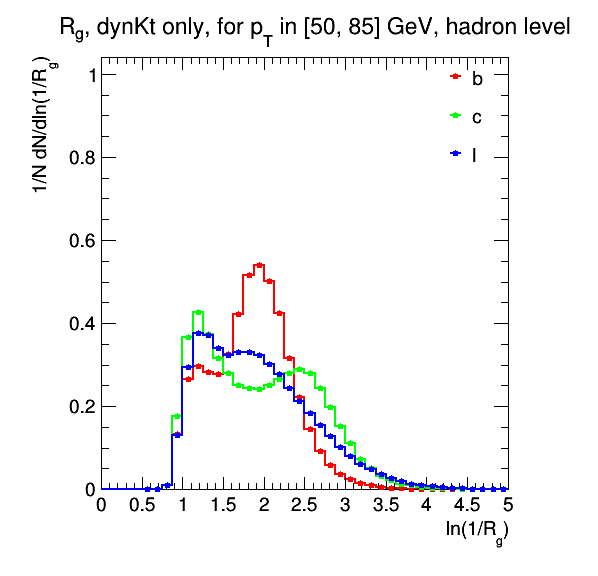 R_g, dynKt only, for p_T in [50, 85] GeV, hadron level
1/N dN/dln(1/R_g)
b
c
l
1
0.8
0.6
0.4
0.2
0
0 0.5 1 1.5 2 2.5 3 3.5 4 4.5 5
ln(1/R_g)